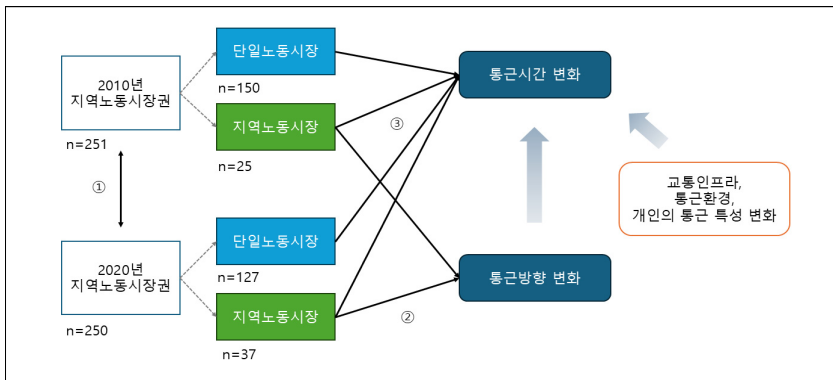 2010년
지역노동시장권
n=251
①
2020년
지역노동시장권
n=250
단일노동시장
n=150
지역노동시장
n=25
단일노동시장
n=127
지역노동시장
n=37
③
②
통근시간 변화
통근방향 변화
교통인프라,
통근환경,
개인의 통근 특성 변화